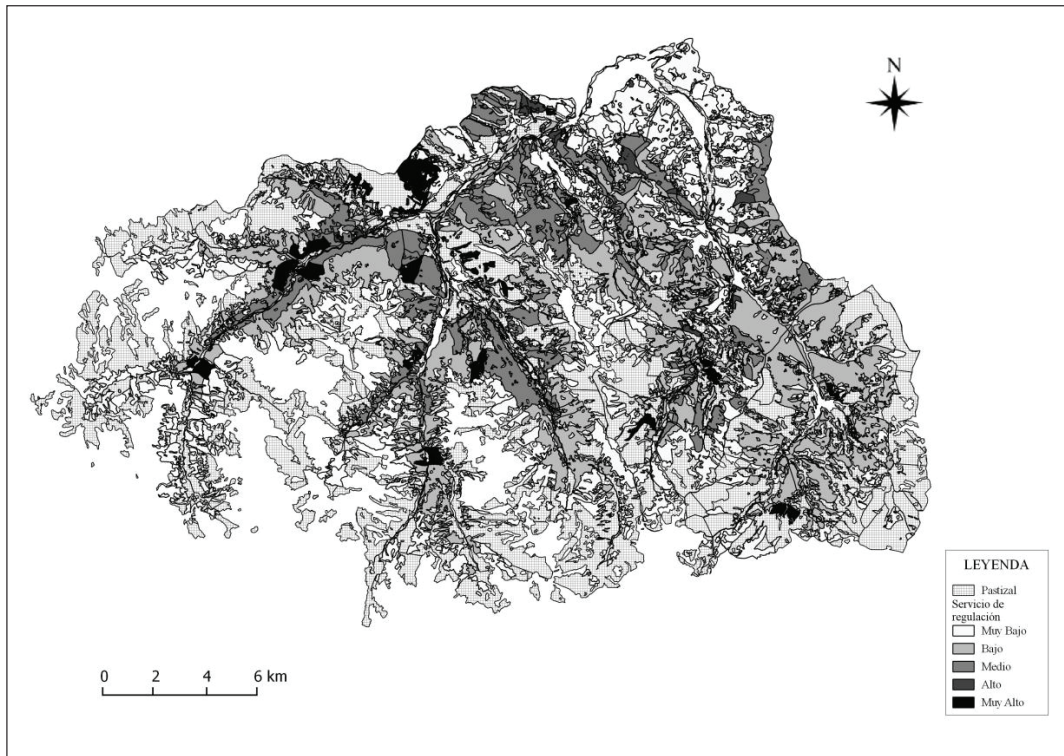 N
LEYENDA
Pastizal
Servicio de
regulación
Muy Bajo
Bajo
Medio
Alto
Muy Alto
0 2 4 6 km